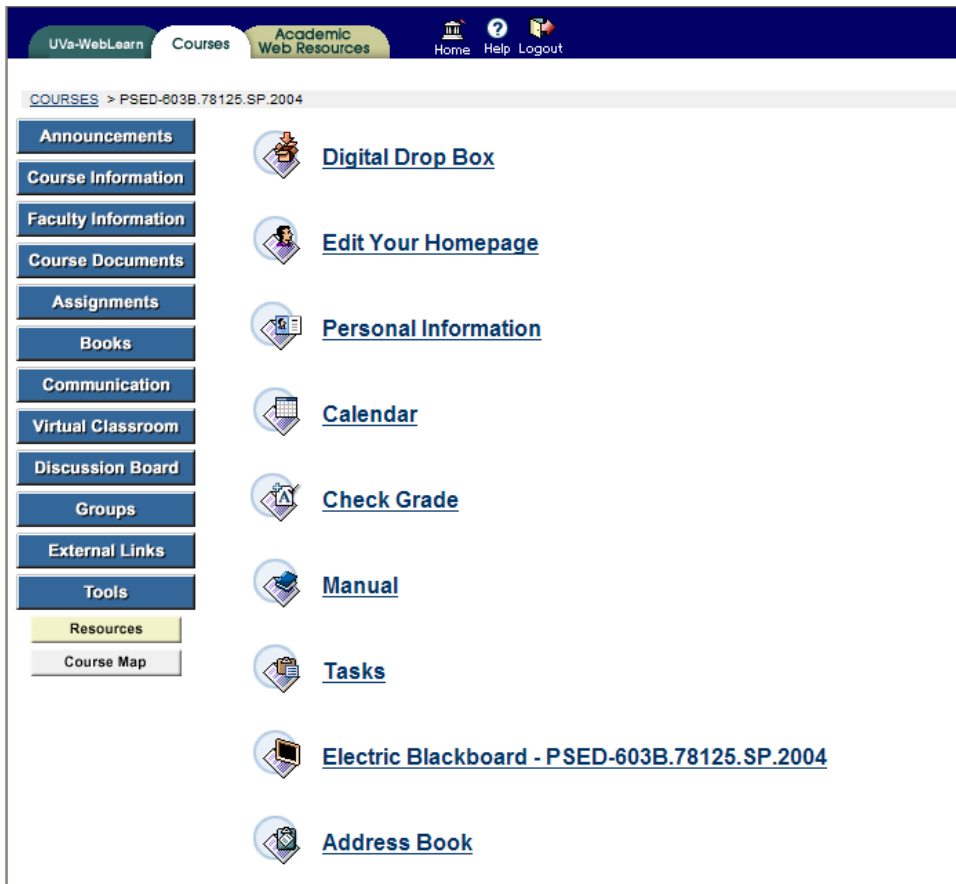 UVa-WebLearn
Courses
Academic
Web Resources
Home Help Logout
COURSES > PSED-603B.78125.SP.2004
Announcements
Course Information
Faculty Information
Course Documents
Assignments
Books
Communication
Virtual Classroom
Discussion Board
Groups
External Links
Tools
Resources
Course Map
Digital Drop Box
Edit Your Homepage
Personal Information
Calendar
Check Grade
Manual
Tasks
Electric Blackboard - PSED-603B.78125.SP.2004
Address Book